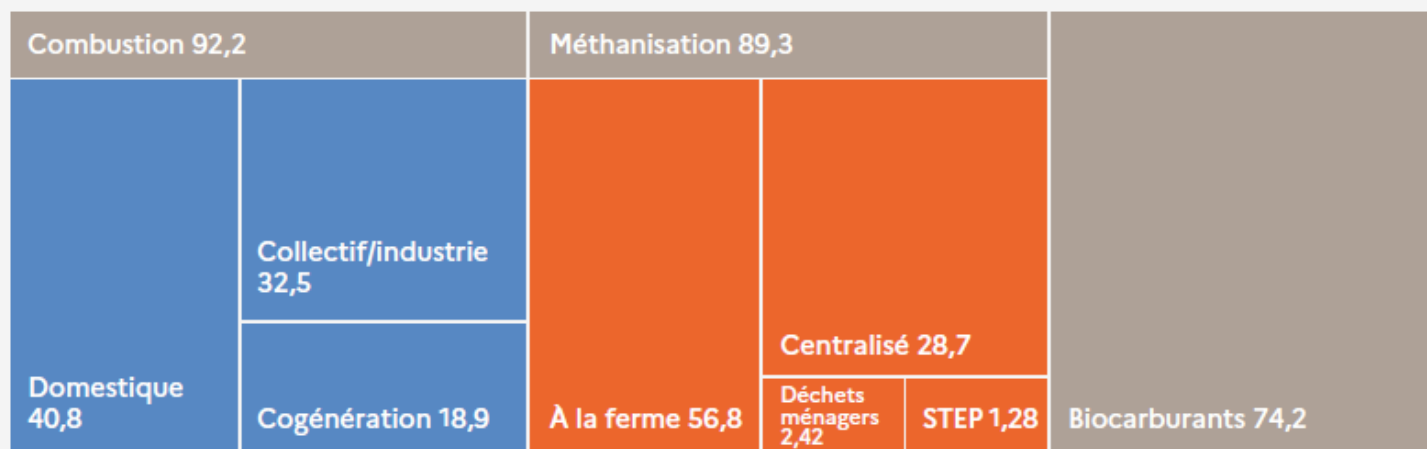 Combustion 92,2
Méthanisation 89,3
Collectif/industrie
32,5
Domestique
40,8
Cogénération 18,9
À la ferme 56,8
Centralisé 28,7
Déchets
ménagers
2,42
STEP 1,28
Biocarburants 74,2